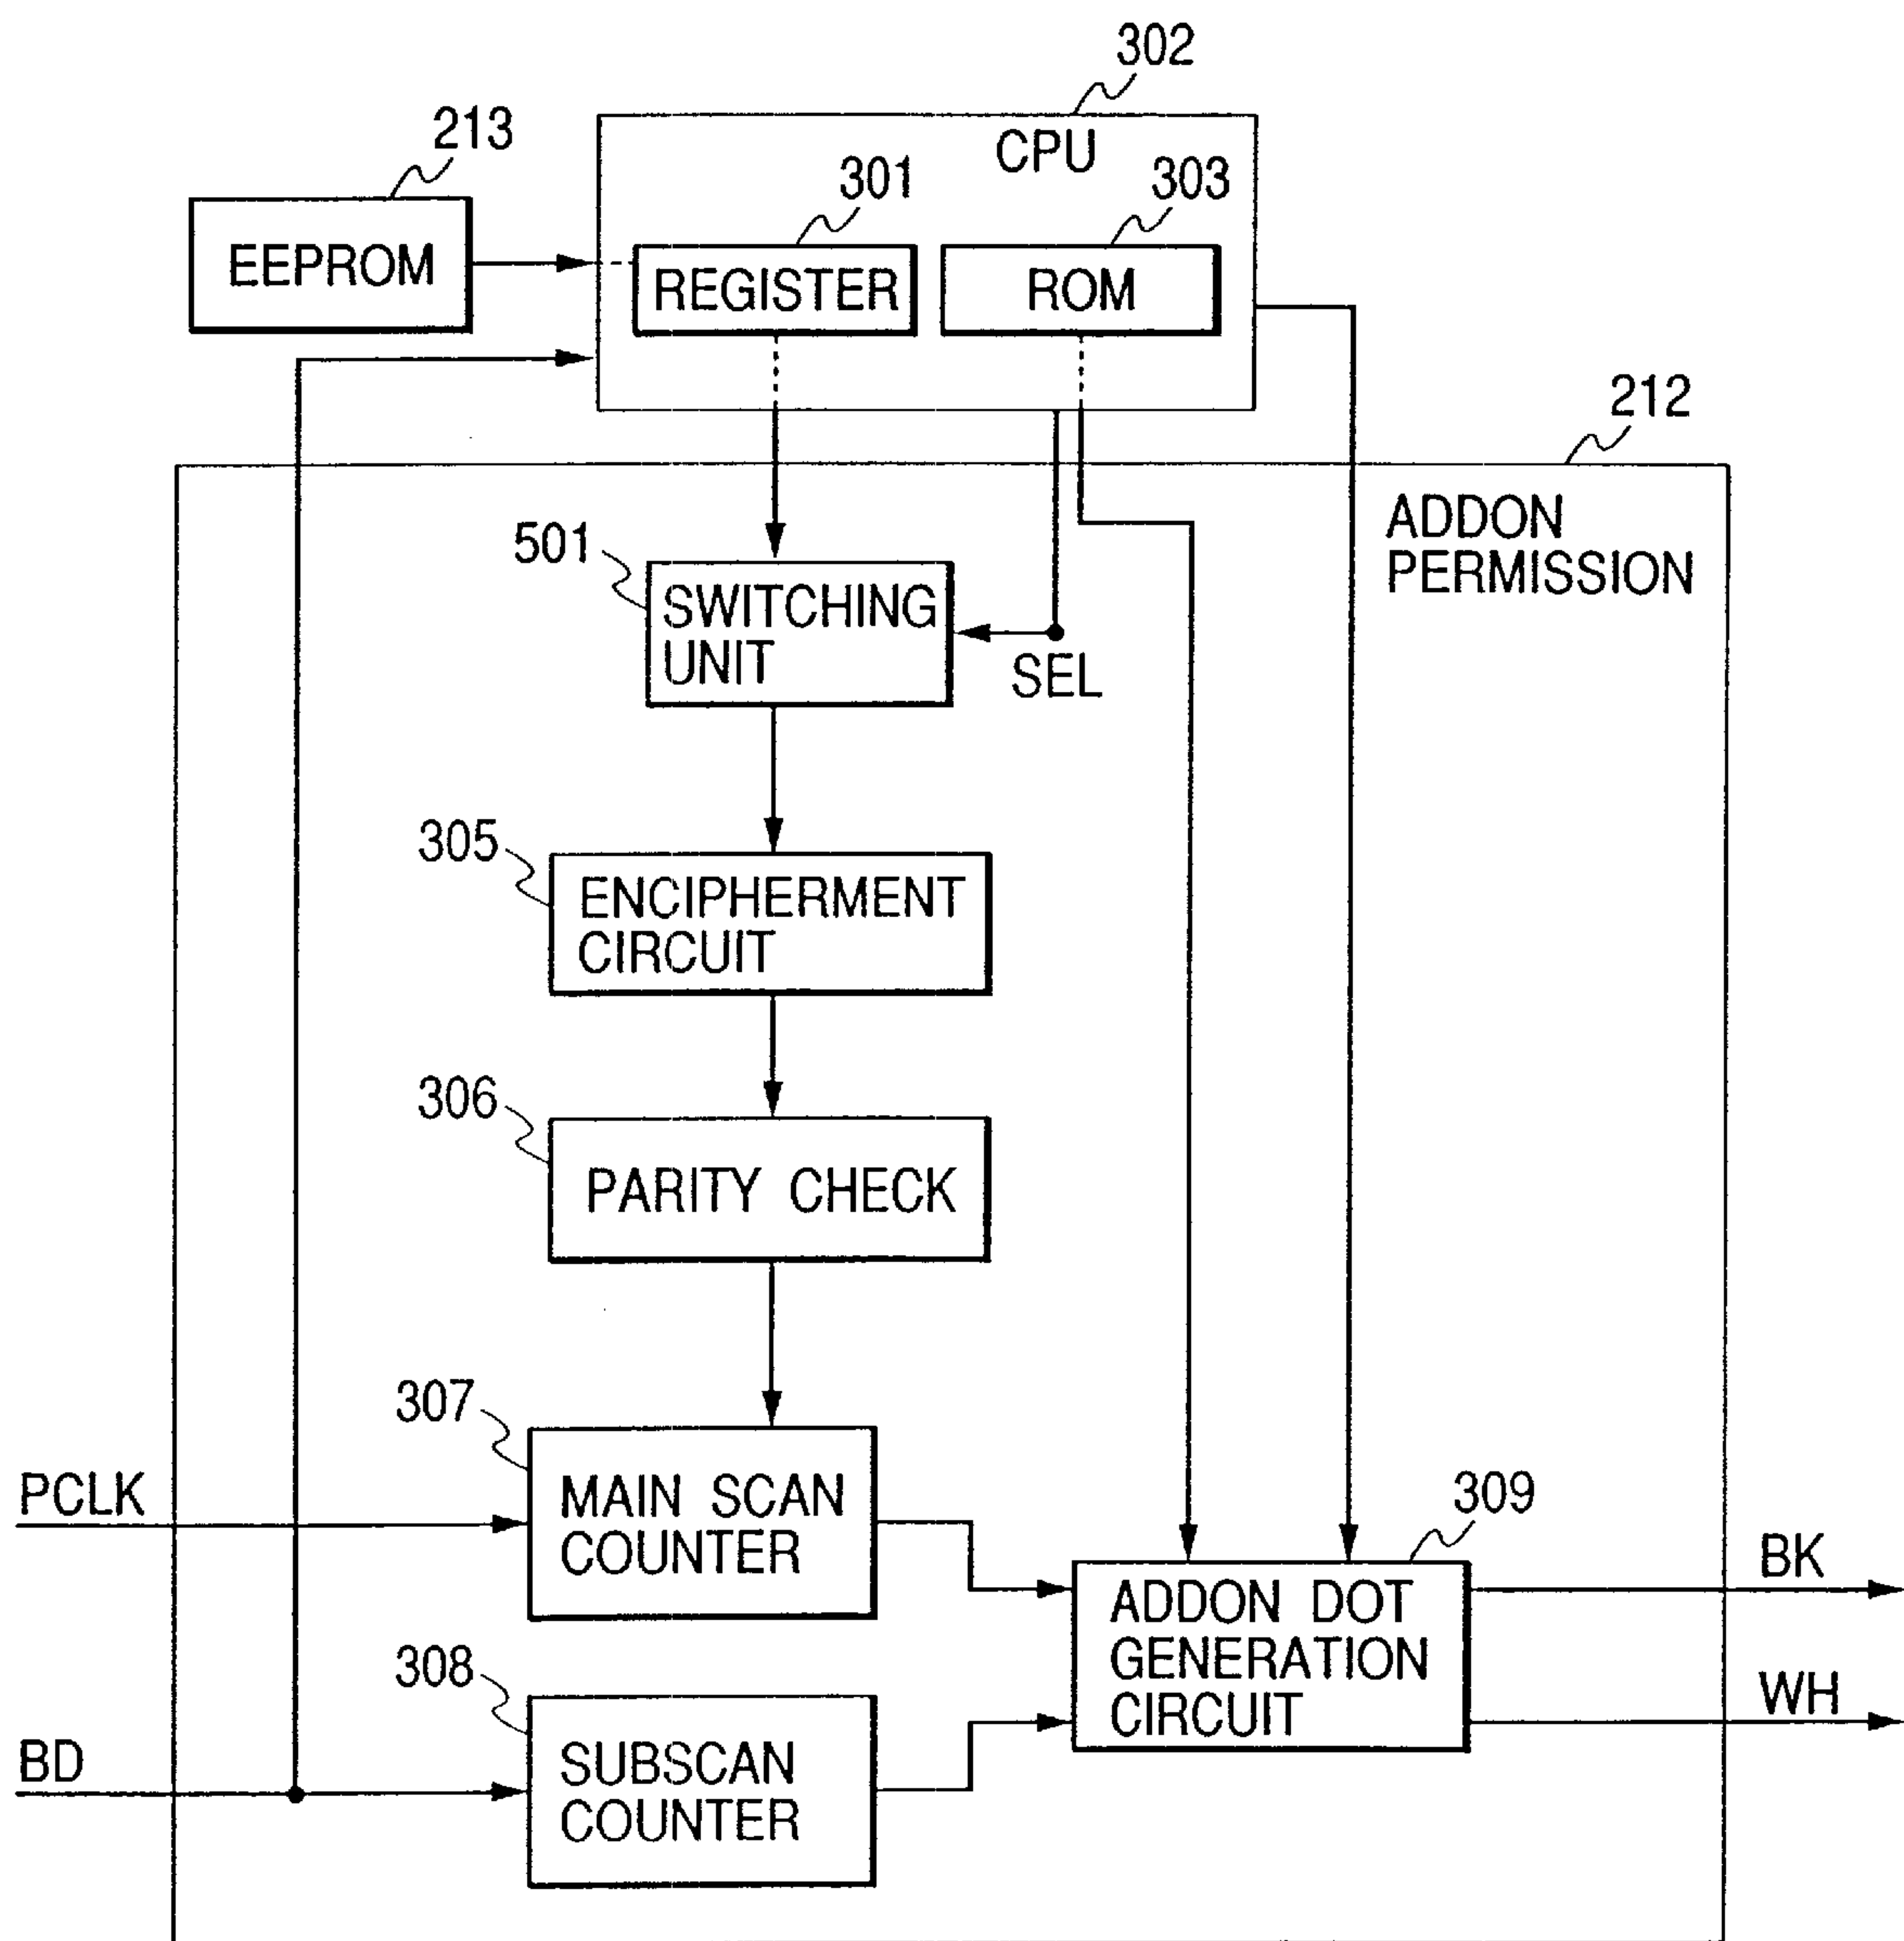 302
213
CPU
301
303
EEPROM
REGISTER
ROM
212
ADDON
PERMISSION
501
SWITCHING
UNIT
SEL
305
ENCIPHERMENT
CIRCUIT
306
PARITY CHECK
307
PCLK
MAIN SCAN
COUNTER
309
BK
ADDON DOT
GENERATION
CIRCUIT
308
WH
BD
SUBSCAN
COUNTER